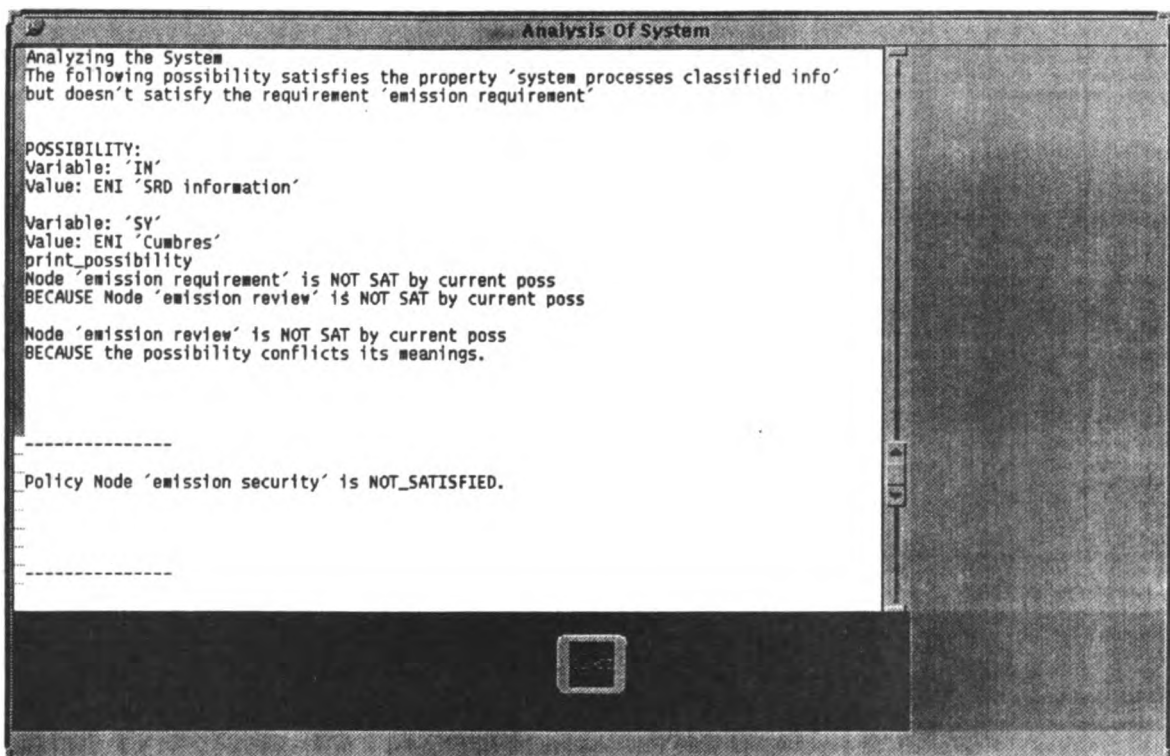 Analysis Of System
Analyzing the System
The following possibility satisfies the property ´system processes classified info´
but doesn´t satisfy the requirement ´emission requirement´
POSSIBILITY:
Variable: ´IN´
Value: ENI ´SRD information´
Variable: ´SY´
Value: ENI ´Cumbres´
print_possibility
Node ´emission requirement´ is NOT SAT by current poss
BECAUSE Node ´emission review´ is NOT SAT by current poss
Node ´emission review´ is NOT SAT by current poss
BECAUSE the possibility conflicts its meanings.
---------------
Policy Node ´emission security´ is NOT_SATISFIED.
---------------